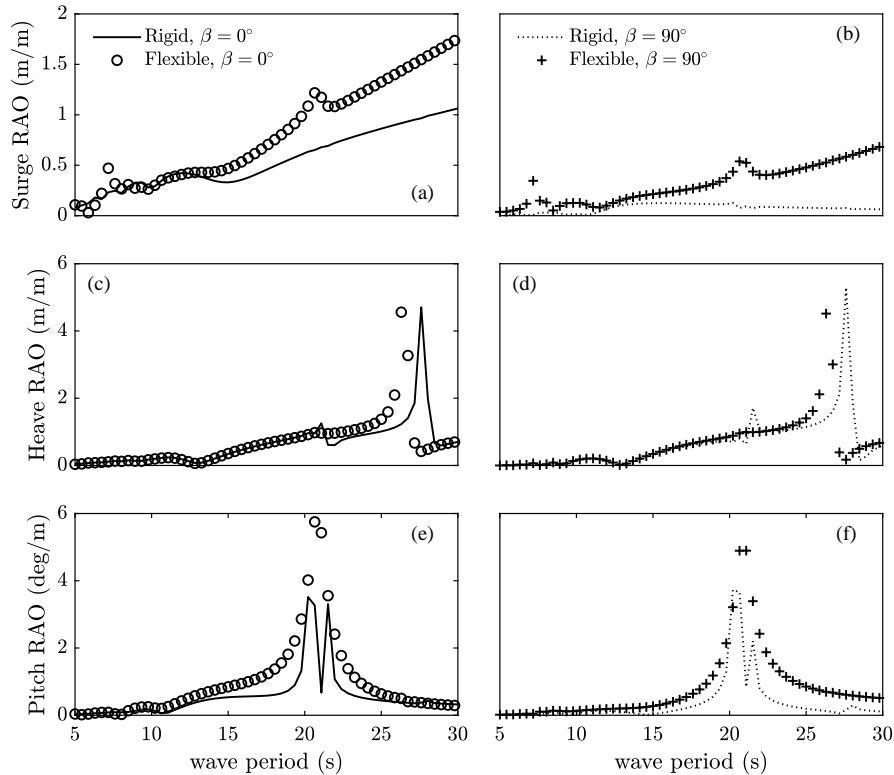 2
1.5
1
0.5
0
Surge RAO (m/m)
Rigid, β = 0°
Flexible, β = 0°
(a)
Rigid, β = 90°
Flexible, β = 90°
(b)
6
4
2
0
Heave RAO (m/m)
(c)
(d)
6
4
2
0
Pitch RAO (deg/m)
(e)
(f)
5 10 15 20 25 30
5 10 15 20 25 30
wave period (s)
wave period (s)